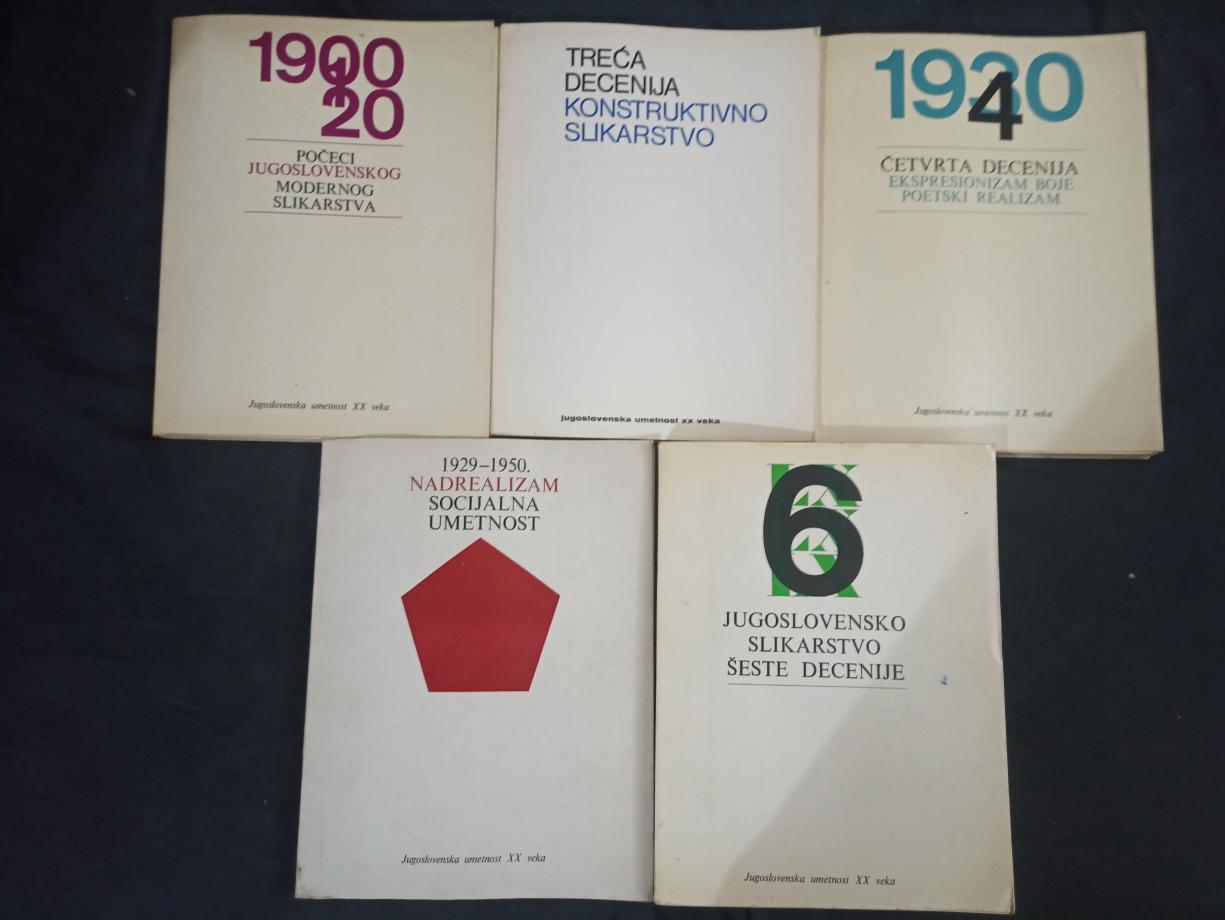 1900
20
POČECI
JUGOSLOVENSKOG
MODERNOG
SLIKARSTVA
Jugoslovenska umetnost XX veka
TREĆA
DECENIJA
KONSTRUKTIVNO
SLIKARSTVO
jugoslovenska umetnost xx veka
1930
4
ČETVRTA DECENIJA
EKSPRESIONIZAM BOJE
POETSKI REALIZAM
Jugoslovenska umetnost XX veka
1929–1950.
NADREALIZAM
SOCIJALNA
UMETNOST
Jugoslovenska umetnost XX veka
6
JUGOSLOVENSKO
SLIKARSTVO
ŠESTE DECENIJE
Jugoslovenska umetnost XX veka